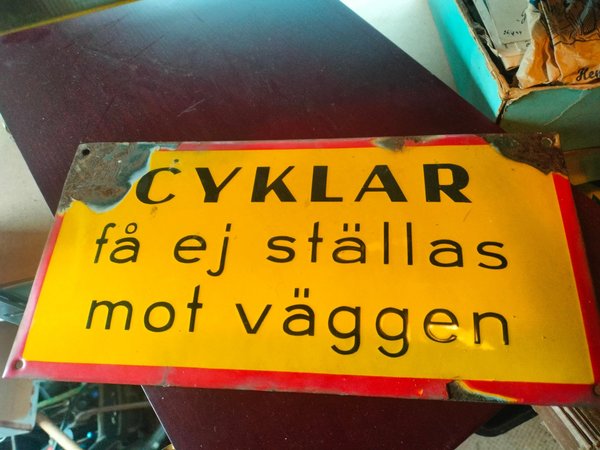 CYKLAR
få ej ställas
mot väggen